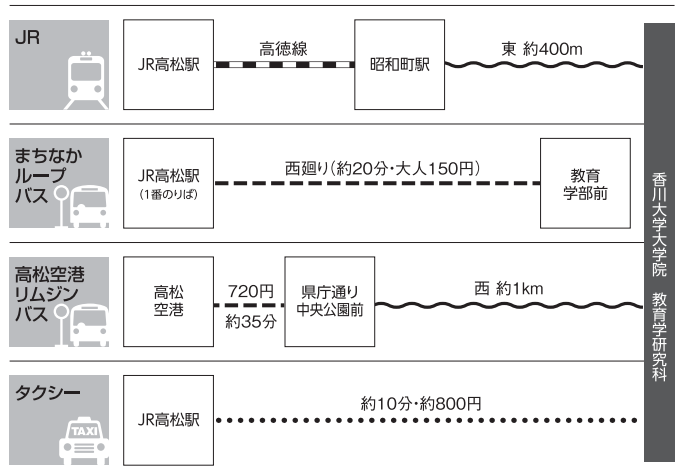 JR
JR高松駅
高徳線
昭和町駅
東 約400m
まちなか
ループ
バス
JR高松駅
(1番のりば)
西廻り(約20分・大人150円)
教育
学部前
高松空港
リムジン
バス
高松
空港
720円
約35分
県庁通り
中央公園前
西 約1km
タクシー
TAXI
JR高松駅
約10分・約800円
香川大学大学院 教育学研究科